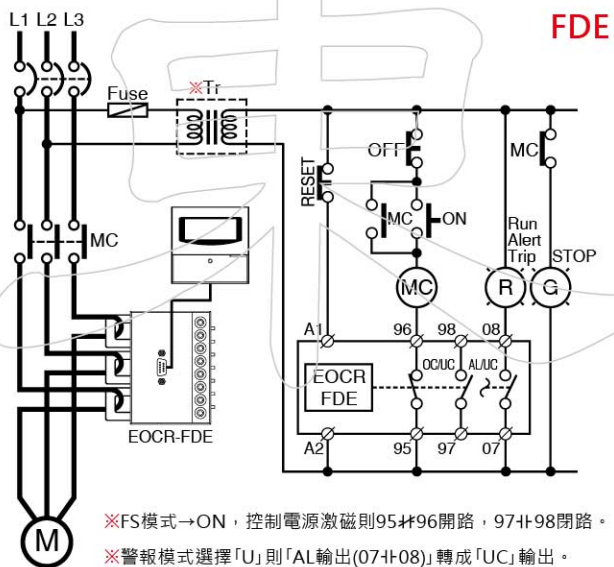 FDE
L1 L2 L3
Fuse
※Tr
OFF
MC
RESET
MC
ON
MC
Run
Alert
Trip
STOP
MC
R
G
A1
96
98
08
EOCR
FDE
OC/UC
AL/UC
EOCR-FDE
A2
95
97
07
M
※FS模式→ON，控制電源激磁則95⫲96開路，97⊣⊢98閉路。
※警報模式選擇「U」則「AL輸出(07⊣⊢08)」轉成「UC」輸出。